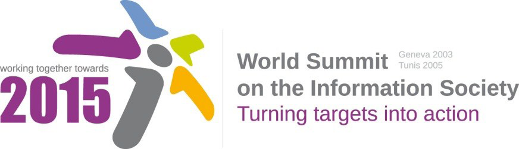 working together towards
2015
World Summit
Geneva 2003
Tunis 2005
on the Information Society
Turning targets into action